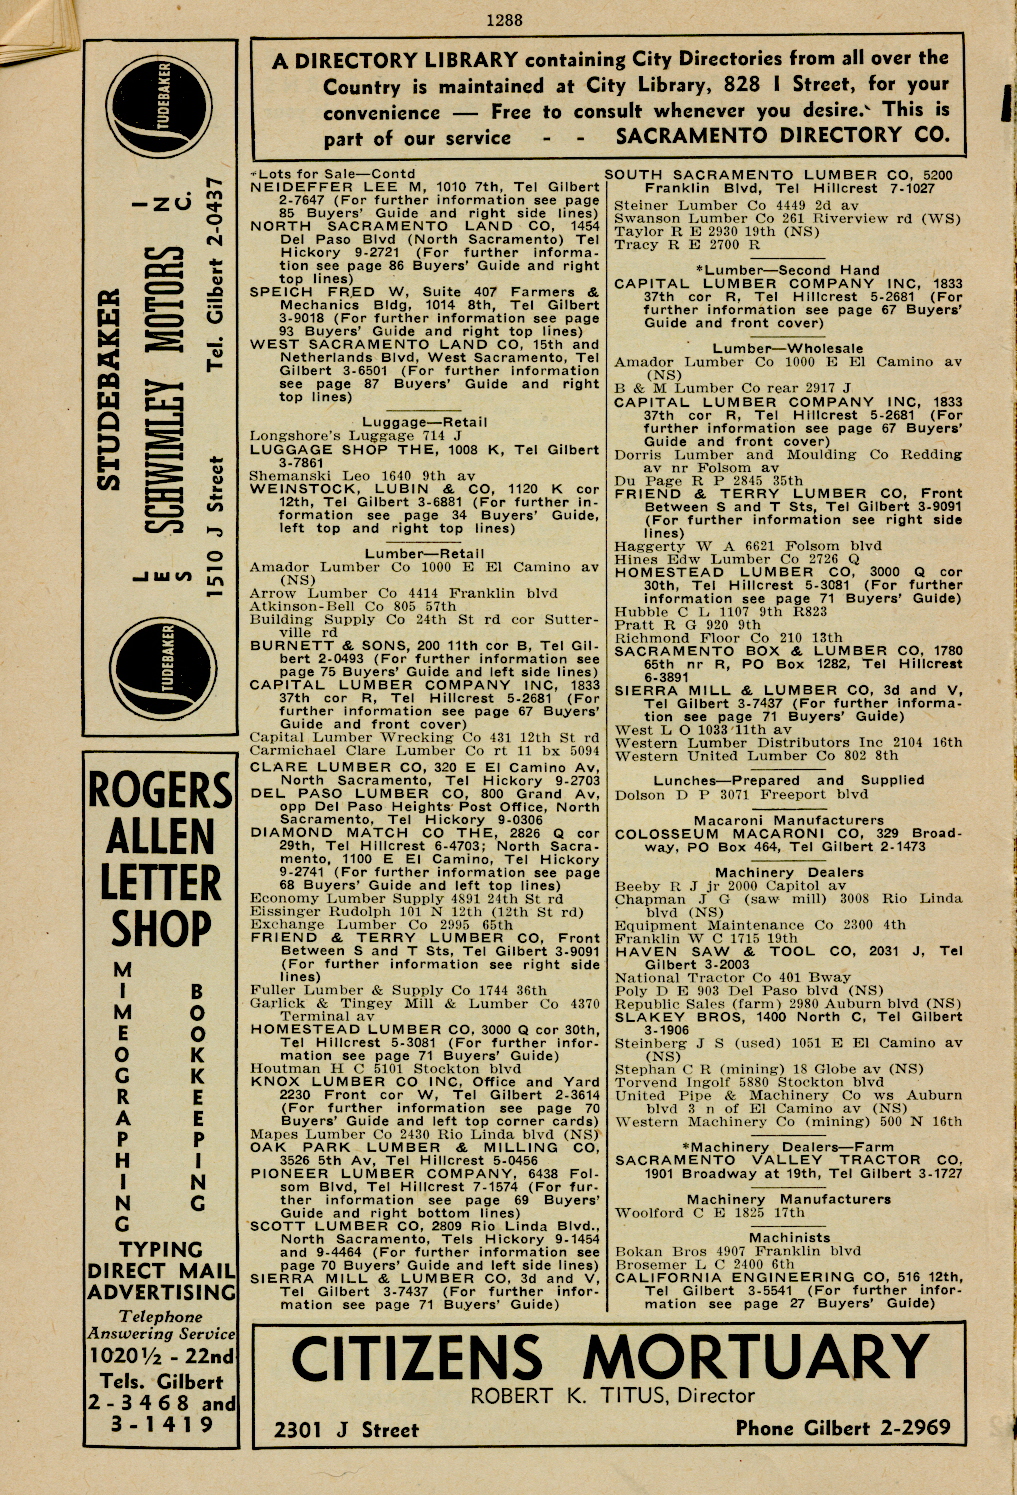 1288
A DIRECTORY LIBRARY containing City Directories from all over the
Country is maintained at City Library, 828 I Street, for your
convenience — Free to consult whenever you desire. This is
part of our service - - SACRAMENTO DIRECTORY CO.
STUDEBAKER
STUDEBAKER
LES SCHWIMLEY MOTORS INC.
1510 J Street Tel. Gilbert 2-0437
STUDEBAKER
ROGERS
ALLEN
LETTER
SHOP
MIMEOGRAPHING
BOOKKEEPING
TYPING
DIRECT MAIL
ADVERTISING
Telephone
Answering Service
1020½ - 22nd
Tels. Gilbert
2-3468 and
3-1419
*Lots for Sale—Contd
NEIDEFFER LEE M, 1010 7th, Tel Gilbert
2-7647 (For further information see page
85 Buyers' Guide and right side lines)
NORTH SACRAMENTO LAND CO, 1454
Del Paso Blvd (North Sacramento) Tel
Hickory 9-2721 (For further informa-
tion see page 86 Buyers' Guide and right
top lines)
SPEICH FRED W, Suite 407 Farmers &
Mechanics Bldg, 1014 8th, Tel Gilbert
3-9018 (For further information see page
93 Buyers' Guide and right top lines)
WEST SACRAMENTO LAND CO, 15th and
Netherlands Blvd, West Sacramento, Tel
Gilbert 3-6501 (For further information
see page 87 Buyers' Guide and right
top lines)
Luggage—Retail
Longshore's Luggage 714 J
LUGGAGE SHOP THE, 1008 K, Tel Gilbert
3-7861
Shemanski Leo 1640 9th av
WEINSTOCK, LUBIN & CO, 1120 K cor
12th, Tel Gilbert 3-6881 (For further in-
formation see page 34 Buyers' Guide,
left top and right top lines)
Lumber—Retail
Amador Lumber Co 1000 E El Camino av
(NS)
Arrow Lumber Co 4414 Franklin blvd
Atkinson-Bell Co 805 57th
Building Supply Co 24th St rd cor Sutter-
ville rd
BURNETT & SONS, 200 11th cor B, Tel Gil-
bert 2-0493 (For further information see
page 75 Buyers' Guide and left side lines)
CAPITAL LUMBER COMPANY INC, 1833
37th cor R, Tel Hillcrest 5-2681 (For
further information see page 67 Buyers'
Guide and front cover)
Capital Lumber Wrecking Co 431 12th St rd
Carmichael Clare Lumber Co rt 11 bx 5094
CLARE LUMBER CO, 320 E El Camino Av,
North Sacramento, Tel Hickory 9-2703
DEL PASO LUMBER CO, 800 Grand Av,
opp Del Paso Heights Post Office, North
Sacramento, Tel Hickory 9-0306
DIAMOND MATCH CO THE, 2826 Q cor
29th, Tel Hillcrest 6-4703; North Sacra-
mento, 1100 E El Camino, Tel Hickory
9-2741 (For further information see page
68 Buyers' Guide and left top lines)
Economy Lumber Supply 4891 24th St rd
Eissinger Rudolph 101 N 12th (12th St rd)
Exchange Lumber Co 2995 65th
FRIEND & TERRY LUMBER CO, Front
Between S and T Sts, Tel Gilbert 3-9091
(For further information see right side
lines)
Fuller Lumber & Supply Co 1744 36th
Garlick & Tingey Mill & Lumber Co 4370
Terminal av
HOMESTEAD LUMBER CO, 3000 Q cor 30th,
Tel Hillcrest 5-3081 (For further infor-
mation see page 71 Buyers' Guide)
Houtman H C 5101 Stockton blvd
KNOX LUMBER CO INC, Office and Yard
2230 Front cor W, Tel Gilbert 2-3614
(For further information see page 70
Buyers' Guide and left top corner cards)
Mapes Lumber Co 2430 Rio Linda blvd (NS)
OAK PARK LUMBER & MILLING CO,
3526 5th Av, Tel Hillcrest 5-0456
PIONEER LUMBER COMPANY, 6438 Fol-
som Blvd, Tel Hillcrest 7-1574 (For fur-
ther information see page 69 Buyers'
Guide and right bottom lines)
SCOTT LUMBER CO, 2809 Rio Linda Blvd.,
North Sacramento, Tels Hickory 9-1454
and 9-4464 (For further information see
page 70 Buyers' Guide and left side lines)
SIERRA MILL & LUMBER CO, 3d and V,
Tel Gilbert 3-7437 (For further infor-
mation see page 71 Buyers' Guide)
SOUTH SACRAMENTO LUMBER CO, 5200
Franklin Blvd, Tel Hillcrest 7-1027
Steiner Lumber Co 4449 2d av
Swanson Lumber Co 261 Riverview rd (WS)
Taylor R E 2930 19th (NS)
Tracy R E 2700 R
*Lumber—Second Hand
CAPITAL LUMBER COMPANY INC, 1833
37th cor R, Tel Hillcrest 5-2681 (For
further information see page 67 Buyers'
Guide and front cover)
Lumber—Wholesale
Amador Lumber Co 1000 E El Camino av
(NS)
B & M Lumber Co rear 2917 J
CAPITAL LUMBER COMPANY INC, 1833
37th cor R, Tel Hillcrest 5-2681 (For
further information see page 67 Buyers'
Guide and front cover)
Dorris Lumber and Moulding Co Redding
av nr Folsom av
Du Page R P 2845 35th
FRIEND & TERRY LUMBER CO, Front
Between S and T Sts, Tel Gilbert 3-9091
(For further information see right side
lines)
Haggerty W A 6621 Folsom blvd
Hines Edw Lumber Co 2726 Q
HOMESTEAD LUMBER CO, 3000 Q cor
30th, Tel Hillcrest 5-3081 (For further
information see page 71 Buyers' Guide)
Hubble C L 1107 9th R823
Pratt R G 920 9th
Richmond Floor Co 210 13th
SACRAMENTO BOX & LUMBER CO, 1780
65th nr R, PO Box 1282, Tel Hillcrest
6-3891
SIERRA MILL & LUMBER CO, 3d and V,
Tel Gilbert 3-7437 (For further informa-
tion see page 71 Buyers' Guide)
West L O 1033 11th av
Western Lumber Distributors Inc 2104 16th
Western United Lumber Co 802 8th
Lunches—Prepared and Supplied
Dolson D P 3071 Freeport blvd
Macaroni Manufacturers
COLOSSEUM MACARONI CO, 329 Broad-
way, PO Box 464, Tel Gilbert 2-1473
Machinery Dealers
Beeby R J jr 2000 Capitol av
Chapman J G (saw mill) 3008 Rio Linda
blvd (NS)
Equipment Maintenance Co 2300 4th
Franklin W C 1715 19th
HAVEN SAW & TOOL CO, 2031 J, Tel
Gilbert 3-2003
National Tractor Co 401 Bway
Poly D E 903 Del Paso blvd (NS)
Republic Sales (farm) 2980 Auburn blvd (NS)
SLAKEY BROS, 1400 North C, Tel Gilbert
3-1906
Steinberg J S (used) 1051 E El Camino av
(NS)
Stephan C R (mining) 18 Globe av (NS)
Torvend Ingolf 5880 Stockton blvd
United Pipe & Machinery Co ws Auburn
blvd 3 n of El Camino av (NS)
Western Machinery Co (mining) 500 N 16th
*Machinery Dealers—Farm
SACRAMENTO VALLEY TRACTOR CO,
1901 Broadway at 19th, Tel Gilbert 3-1727
Machinery Manufacturers
Woolford C E 1825 17th
Machinists
Bokan Bros 4907 Franklin blvd
Brosemer L C 2400 6th
CALIFORNIA ENGINEERING CO, 516 12th,
Tel Gilbert 3-5541 (For further infor-
mation see page 27 Buyers' Guide)
CITIZENS MORTUARY
ROBERT K. TITUS, Director
2301 J Street Phone Gilbert 2-2969